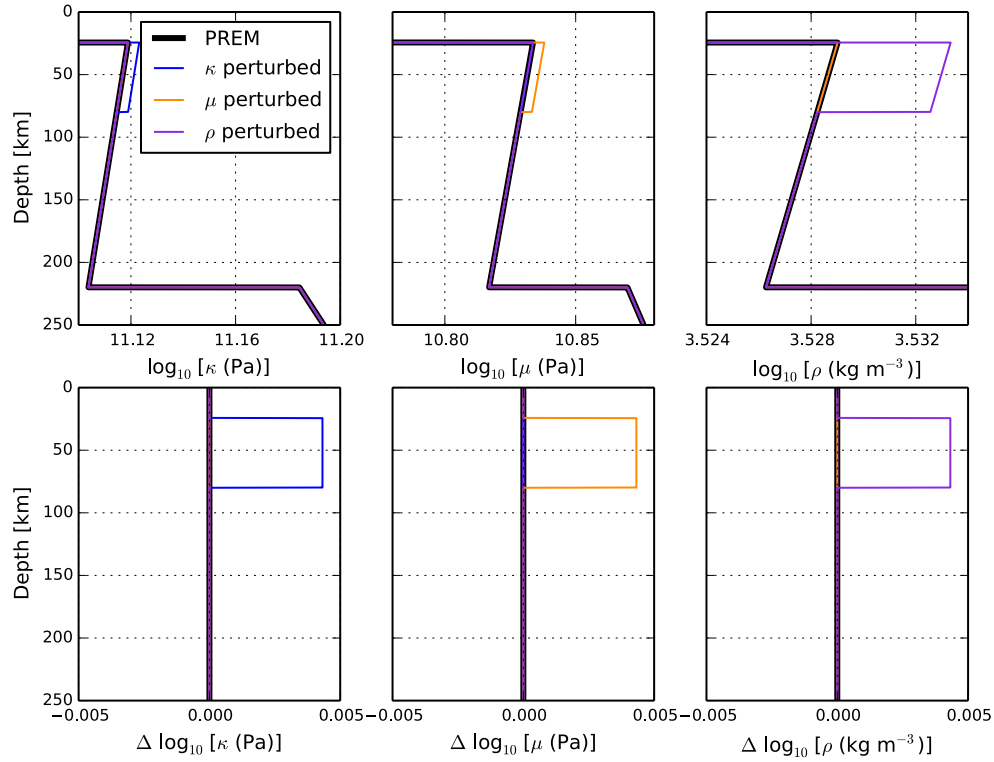 0
50
100
150
200
250
Depth [km]
11.12
11.16
11.20
log₁₀ [κ (Pa)]
PREM
κ perturbed
μ perturbed
ρ perturbed
10.80
10.85
log₁₀ [μ (Pa)]
3.524
3.528
3.532
log₁₀ [ρ (kg m⁻³)]
0
50
100
150
200
250
Depth [km]
−0.005
0.000
0.005
Δ log₁₀ [κ (Pa)]
−0.005
0.000
0.005
Δ log₁₀ [μ (Pa)]
−0.005
0.000
0.005
Δ log₁₀ [ρ (kg m⁻³)]